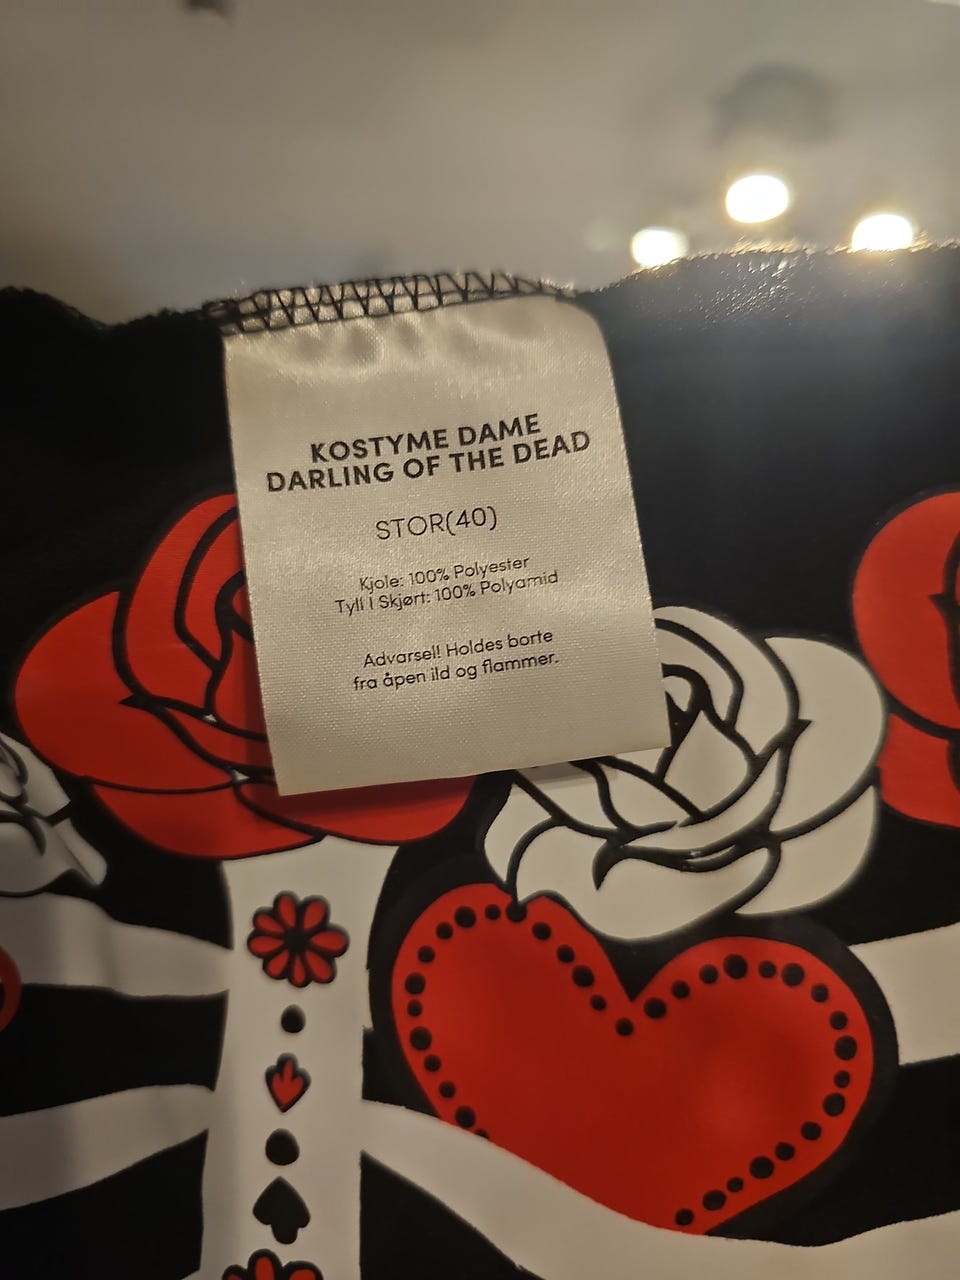 KOSTYME DAME
DARLING OF THE DEAD
STOR(40)
Kjole: 100% Polyester
Tyll I Skjørt: 100% Polyamid
Advarsel! Holdes borte
fra åpen ild og flammer.